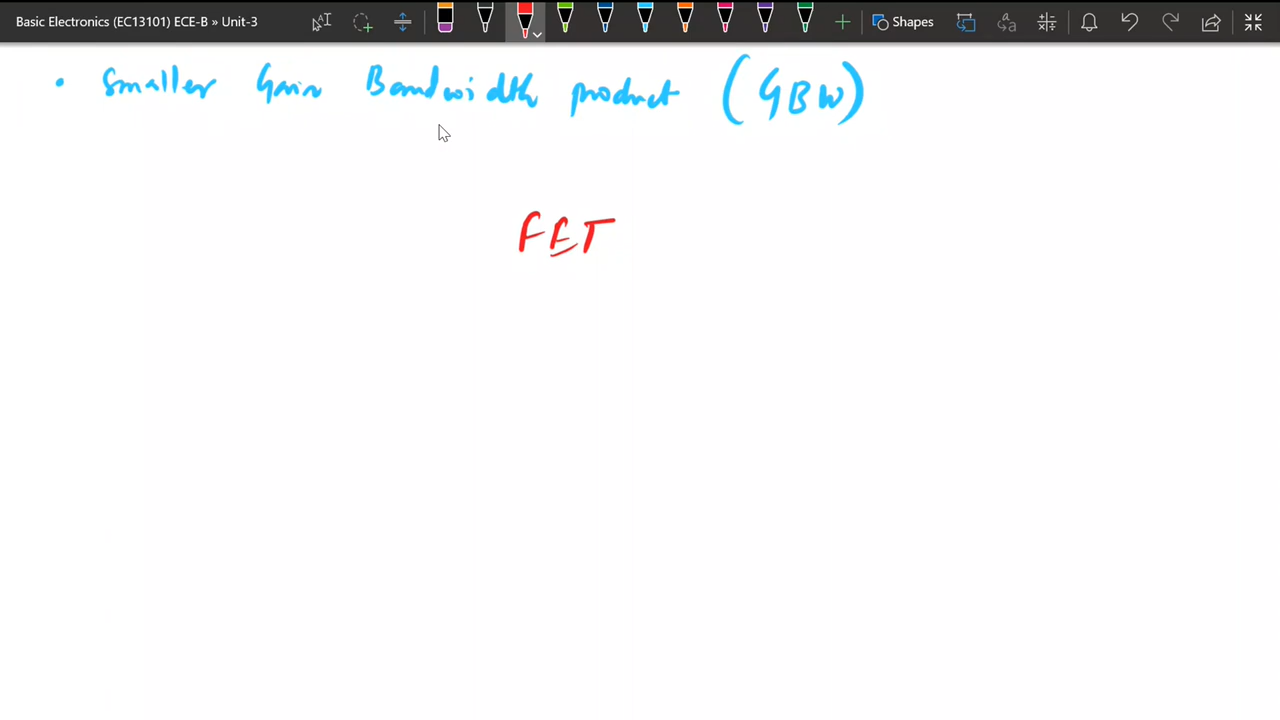 Basic Electronics (EC13101) ECE-B » Unit-3
Shapes
• Smaller Gain Bandwidth product (GBW)
FET